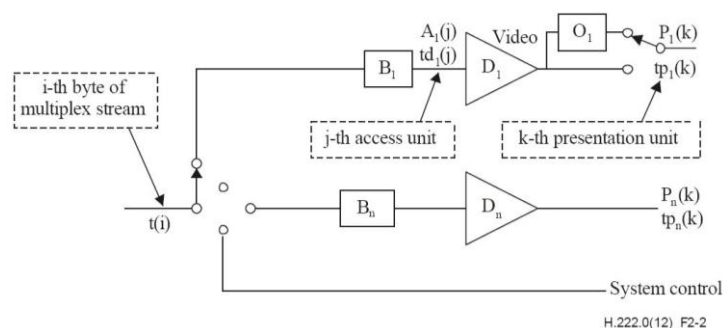 i-th byte of
multiplex stream
t(i)
B₁
A₁(j)
td₁(j)
D₁
Video
O₁
P₁(k)
tp₁(k)
j-th access unit
k-th presentation unit
Bₙ
Dₙ
Pₙ(k)
tpₙ(k)
System control
H.222.0(12)_F2-2